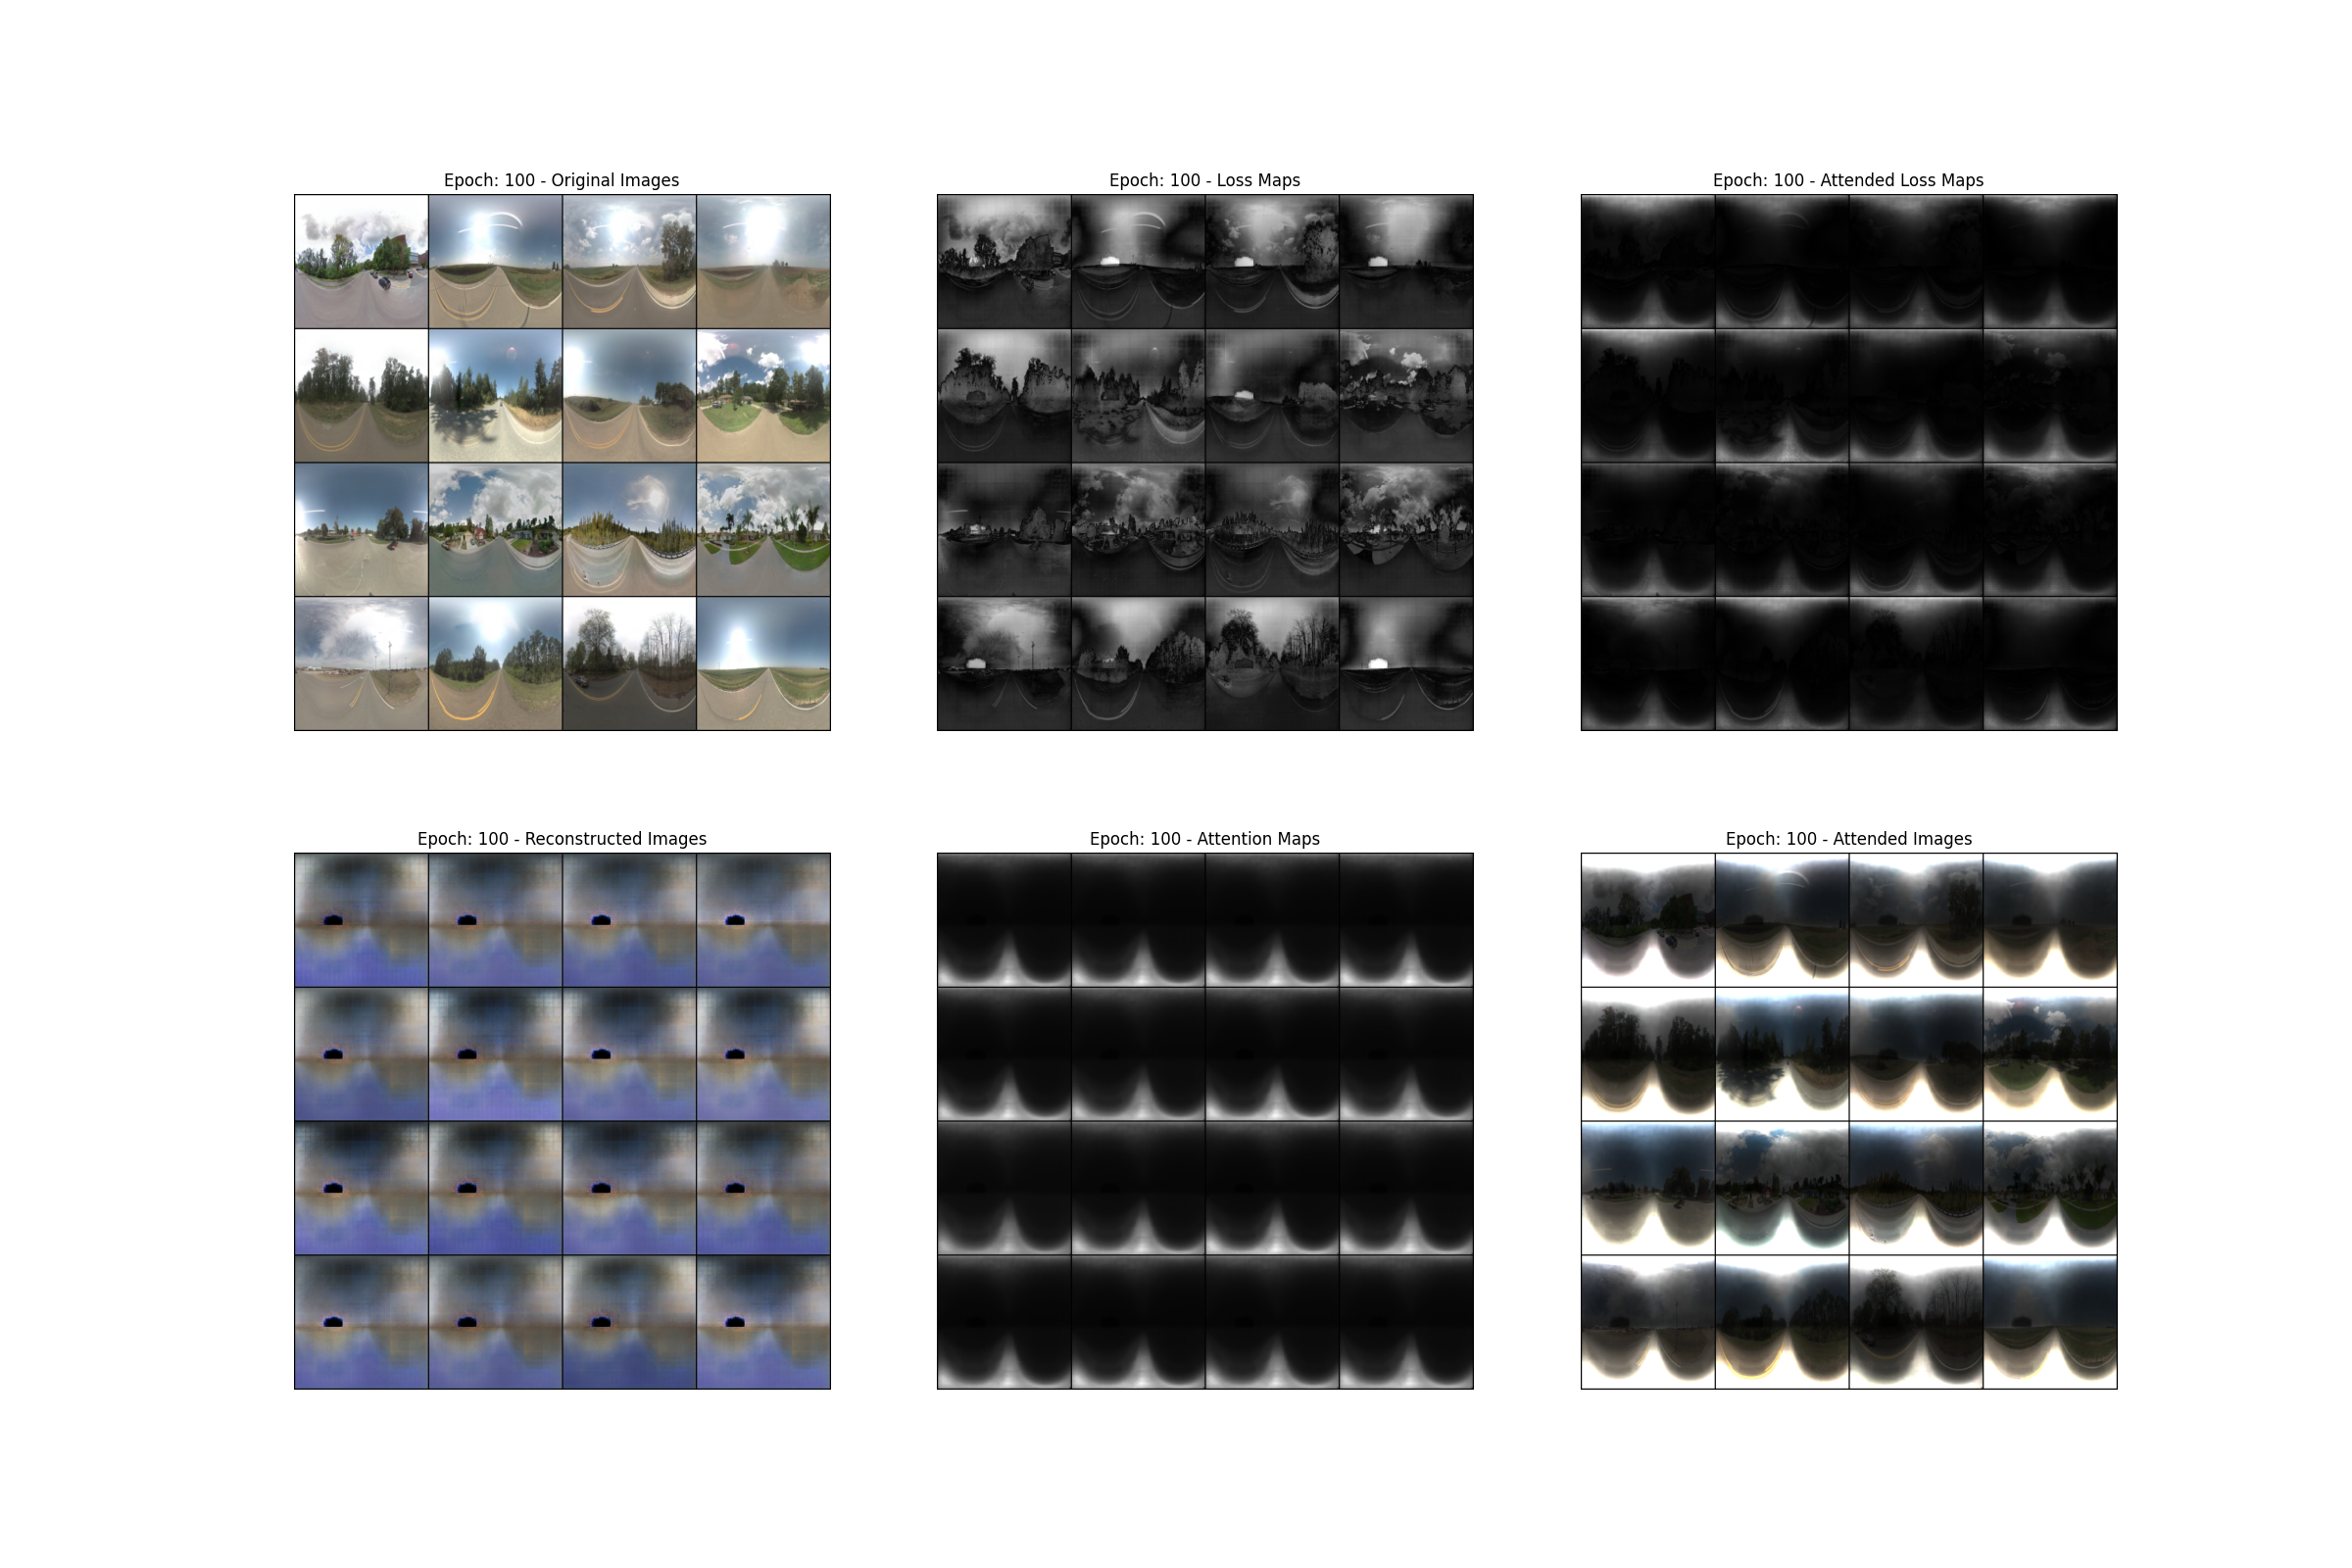 Epoch: 100 - Original Images
Epoch: 100 - Loss Maps
Epoch: 100 - Attended Loss Maps
Epoch: 100 - Reconstructed Images
Epoch: 100 - Attention Maps
Epoch: 100 - Attended Images